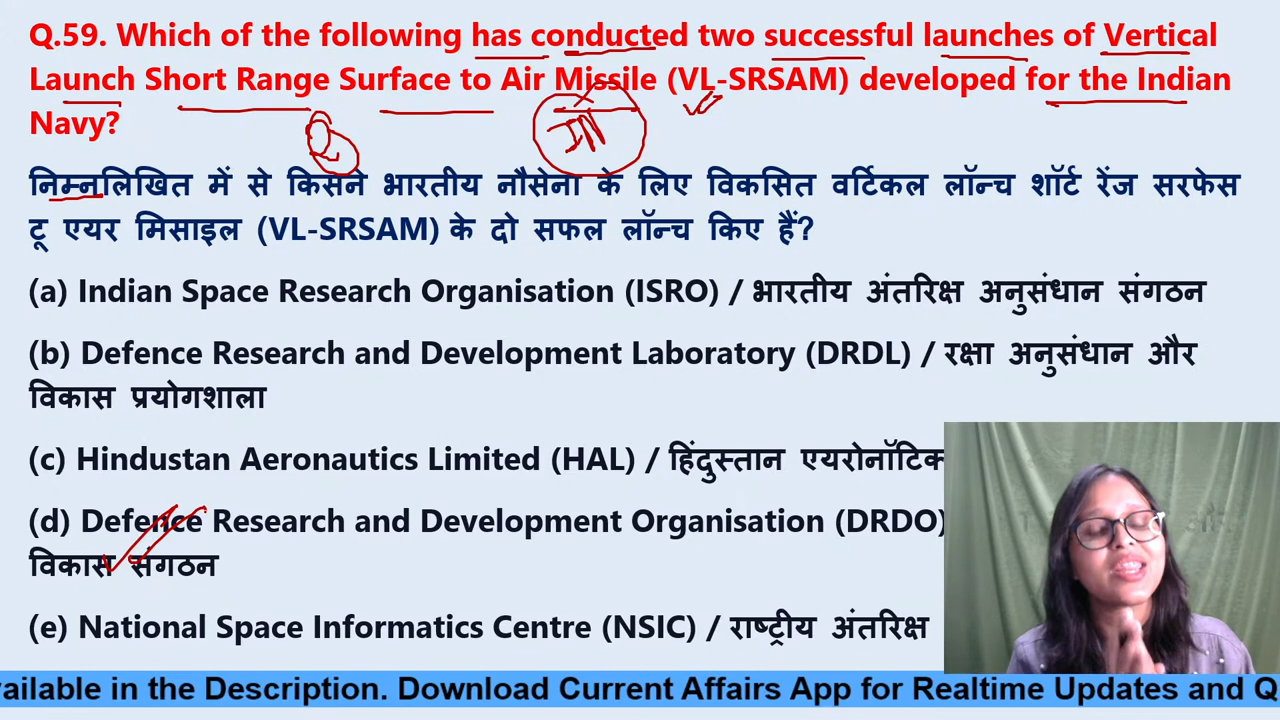 Q.59. Which of the following has conducted two successful launches of Vertical
Launch Short Range Surface to Air Missile (VL-SRSAM) developed for the Indian
Navy?
IN
निम्नलिखित में से किसने भारतीय नौसेना के लिए विकसित वर्टिकल लॉन्च शॉर्ट रेंज सरफेस
टू एयर मिसाइल (VL-SRSAM) के दो सफल लॉन्च किए हैं?
(a) Indian Space Research Organisation (ISRO) / भारतीय अंतरिक्ष अनुसंधान संगठन
(b) Defence Research and Development Laboratory (DRDL) / रक्षा अनुसंधान और
विकास प्रयोगशाला
(c) Hindustan Aeronautics Limited (HAL) / हिंदुस्तान एयरोनॉटिक
(d) Defence Research and Development Organisation (DRDO)
विकास संगठन
(e) National Space Informatics Centre (NSIC) / राष्ट्रीय अंतरिक्ष
vailable in the Description. Download Current Affairs App for Realtime Updates and Q